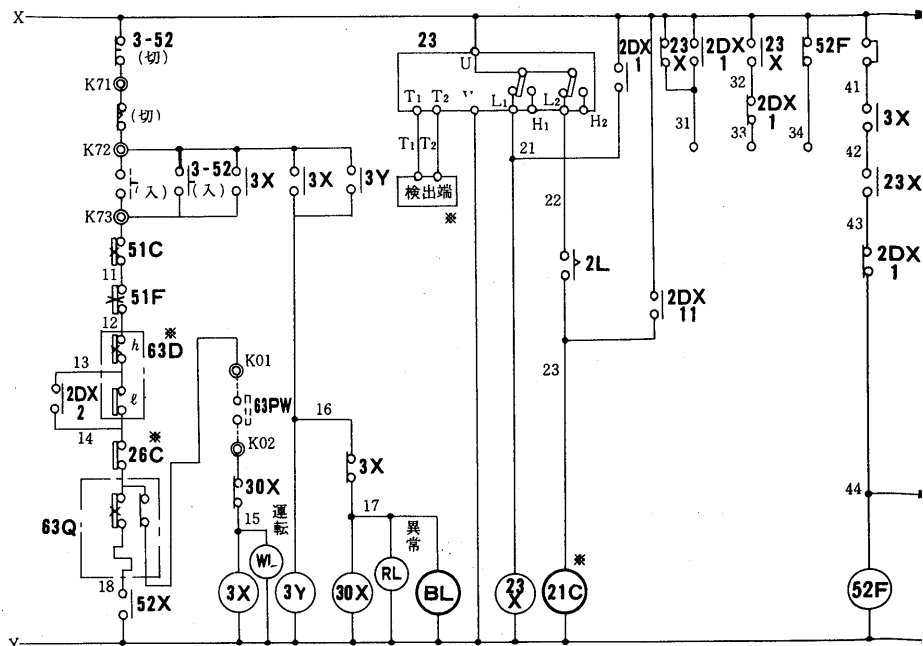 X
3-52
(切)
K71
(切)
K72
(入)
3-52
(入)
3X
3X
3Y
K73
51C
11
51F
12
※
h
63D
13
2DX
2
ℓ
14
※
26C
63Q
18
52X
K01
63PW
K02
30X
15
運転
WL
3X
16
3Y
3X
17
異常
30X
RL
BL
23
U
T₁
T₂
V
L₁
H₁
L₂
H₂
T₁
T₂
検出端
※
21
2DX
1
22
2L
2DX
11
23
23
X
※
21C
23
X
2DX
1
31
23
X
32
2DX
1
33
52F
34
41
3X
42
23X
43
2DX
1
44
52F
Y